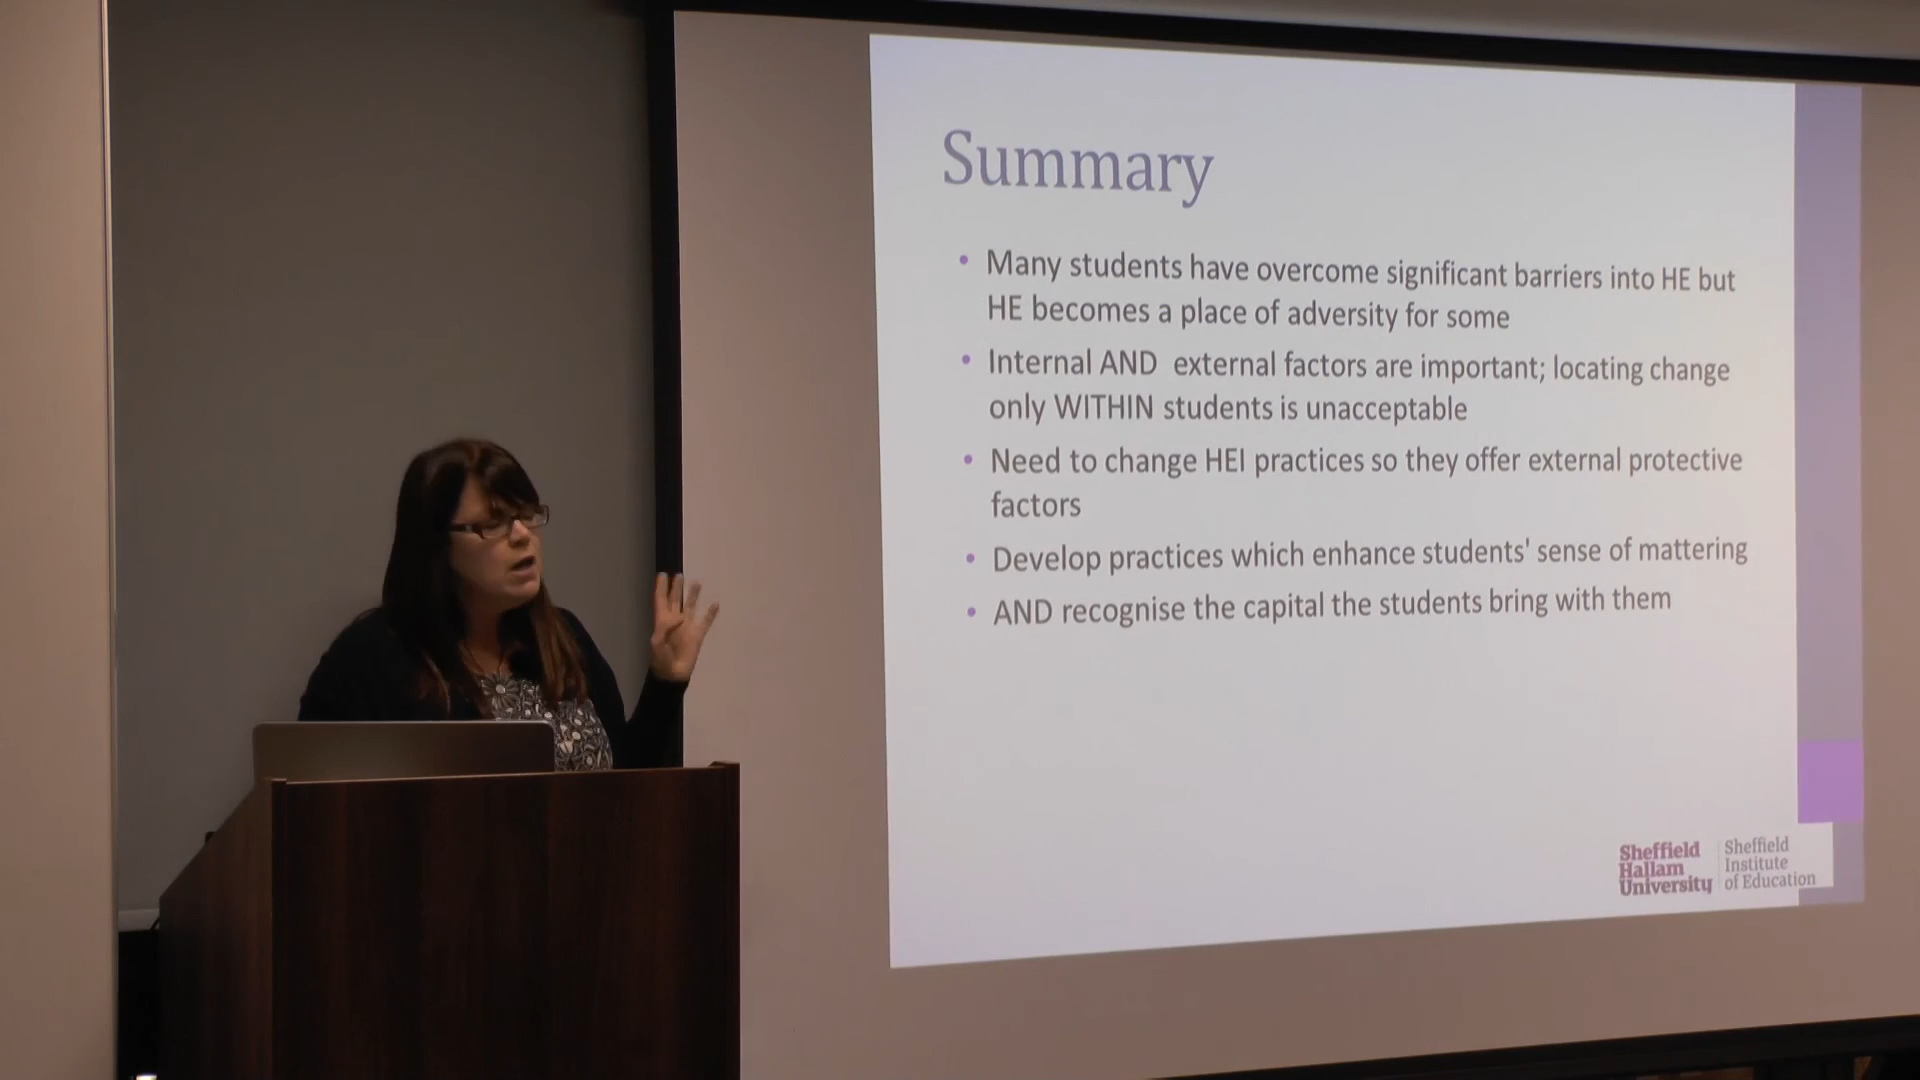 Summary
• Many students have overcome significant barriers into HE but
HE becomes a place of adversity for some
• Internal AND external factors are important; locating change
only WITHIN students is unacceptable
• Need to change HEI practices so they offer external protective
factors
• Develop practices which enhance students' sense of mattering
• AND recognise the capital the students bring with them
Sheffield
Hallam
University
Sheffield
Institute
of Education